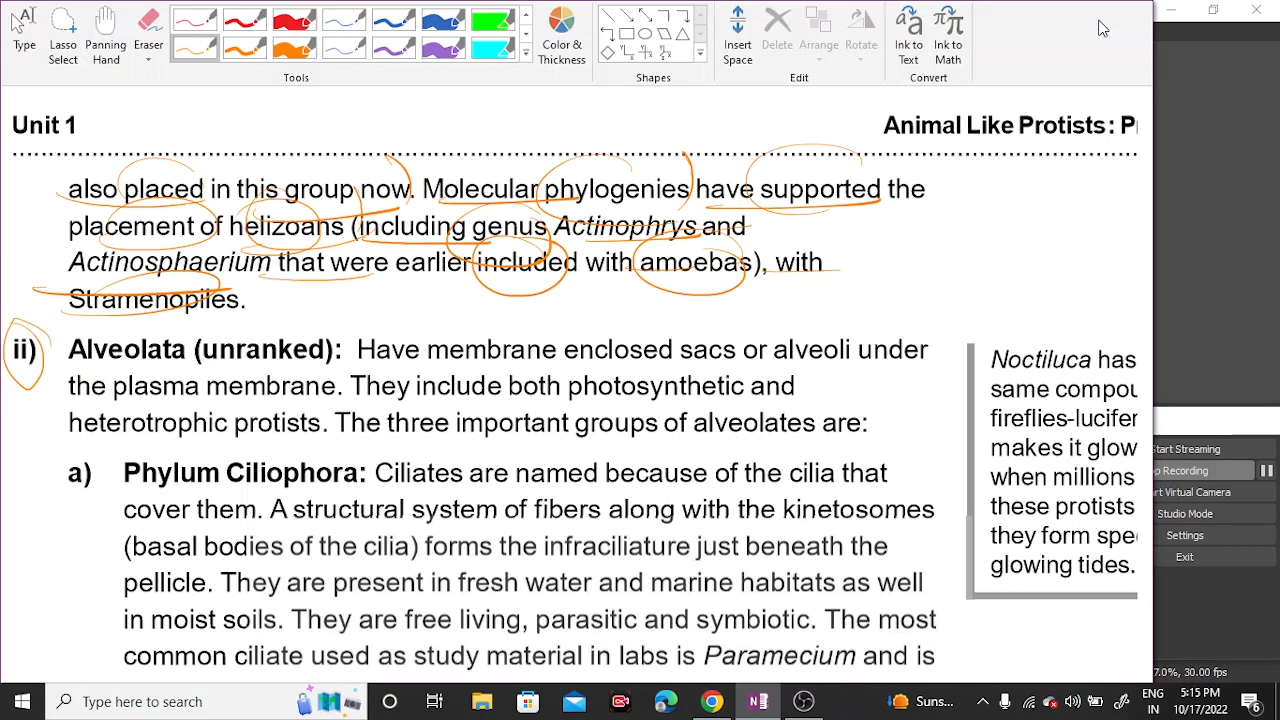 Type
Lasso Select
Panning Hand
Eraser
Color & Thickness
Insert Space
Delete
Arrange
Rotate
Ink to Text
Ink to Math
Tools
Shapes
Edit
Convert
Unit 1
Animal Like Protists : P
also placed in this group now. Molecular phylogenies have supported the
placement of helizoans (including genus Actinophrys and
Actinosphaerium that were earlier included with amoebas), with
Stramenopiles.
ii) Alveolata (unranked): Have membrane enclosed sacs or alveoli under
the plasma membrane. They include both photosynthetic and
heterotrophic protists. The three important groups of alveolates are:
a) Phylum Ciliophora: Ciliates are named because of the cilia that
cover them. A structural system of fibers along with the kinetosomes
(basal bodies of the cilia) forms the infraciliature just beneath the
pellicle. They are present in fresh water and marine habitats as well
in moist soils. They are free living, parasitic and symbiotic. The most
common ciliate used as study material in labs is Paramecium and is
Noctiluca has
same compou
fireflies-lucifer
makes it glow
when millions
these protists
they form spe
glowing tides.
Start Streaming
op Recording
rt Virtual Camera
Studio Mode
Settings
Exit
7.0%, 30.00 fps
Type here to search
Suns...
ENG
IN
5:15 PM
10/17/2022
6